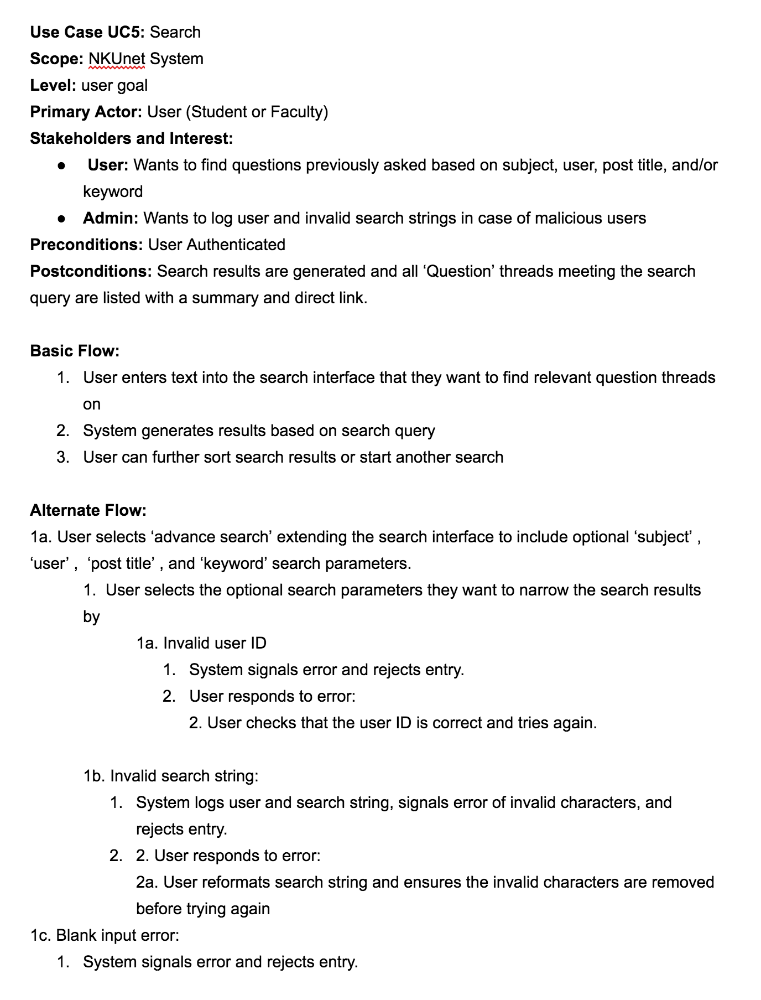 Use Case UC5: Search
Scope: NKUnet System
Level: user goal
Primary Actor: User (Student or Faculty)
Stakeholders and Interest:
● User: Wants to find questions previously asked based on subject, user, post title, and/or
keyword
● Admin: Wants to log user and invalid search strings in case of malicious users
Preconditions: User Authenticated
Postconditions: Search results are generated and all ‘Question’ threads meeting the search
query are listed with a summary and direct link.
Basic Flow:
1. User enters text into the search interface that they want to find relevant question threads
on
2. System generates results based on search query
3. User can further sort search results or start another search
Alternate Flow:
1a. User selects ‘advance search’ extending the search interface to include optional ‘subject’ ,
‘user’ , ‘post title’ , and ‘keyword’ search parameters.
1. User selects the optional search parameters they want to narrow the search results
by
1a. Invalid user ID
1. System signals error and rejects entry.
2. User responds to error:
2. User checks that the user ID is correct and tries again.
1b. Invalid search string:
1. System logs user and search string, signals error of invalid characters, and
rejects entry.
2. 2. User responds to error:
2a. User reformats search string and ensures the invalid characters are removed
before trying again
1c. Blank input error:
1. System signals error and rejects entry.